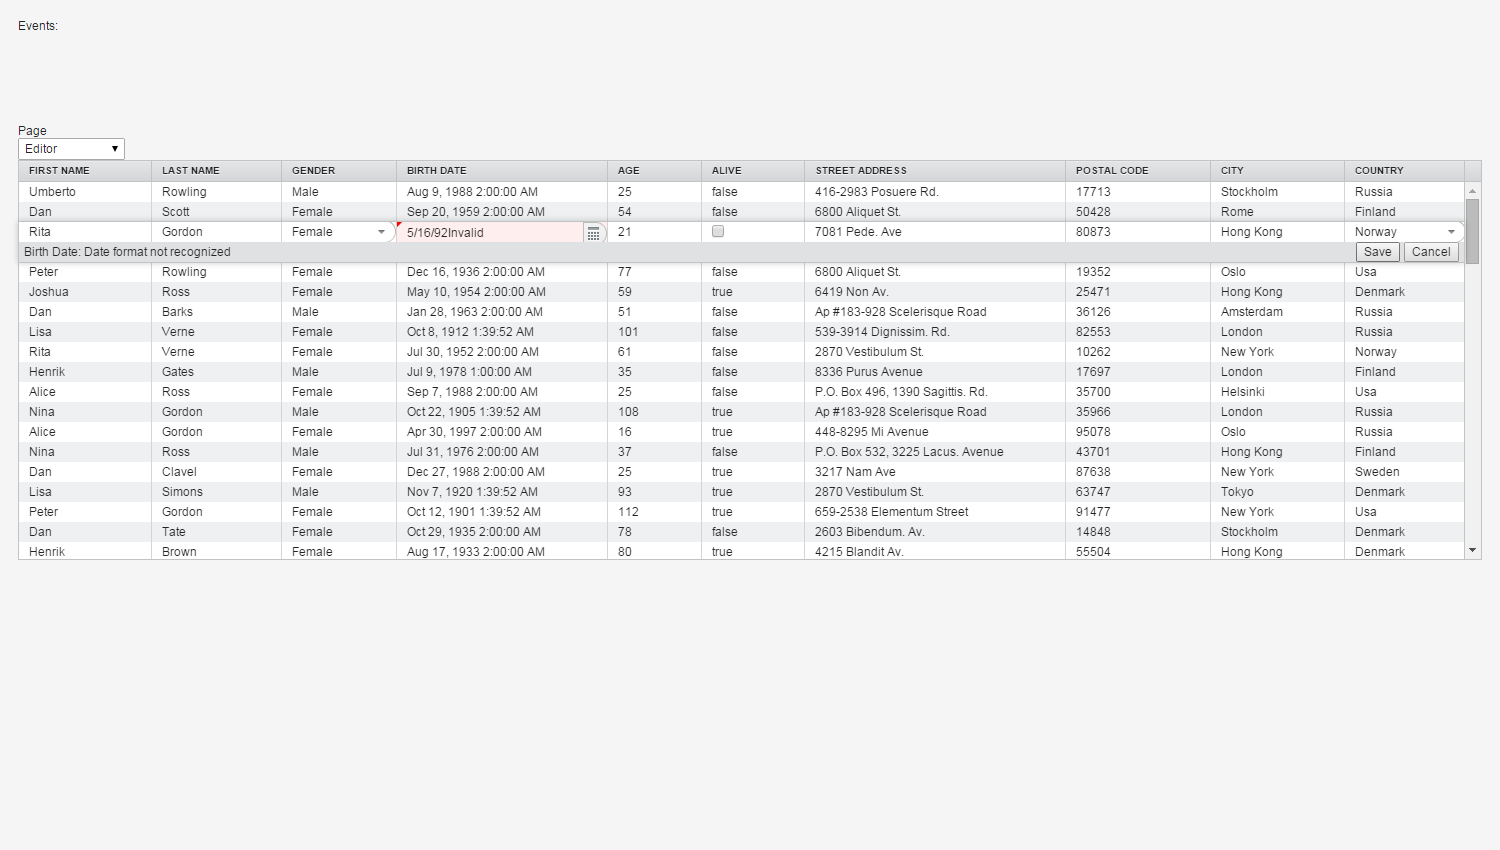 Events:
Page
Editor
FIRST NAME LAST NAME GENDER BIRTH DATE AGE ALIVE STREET ADDRESS POSTAL CODE CITY COUNTRY
Umberto Rowling Male Aug 9, 1988 2:00:00 AM 25 false 416-2983 Posuere Rd. 17713 Stockholm Russia
Dan Scott Female Sep 20, 1959 2:00:00 AM 54 false 6800 Aliquet St. 50428 Rome Finland
Rita Gordon Female 5/16/92Invalid 21 7081 Pede. Ave 80873 Hong Kong Norway
Birth Date: Date format not recognized Save Cancel
Peter Rowling Female Dec 16, 1936 2:00:00 AM 77 false 6800 Aliquet St. 19352 Oslo Usa
Joshua Ross Female May 10, 1954 2:00:00 AM 59 true 6419 Non Av. 25471 Hong Kong Denmark
Dan Barks Male Jan 28, 1963 2:00:00 AM 51 false Ap #183-928 Scelerisque Road 36126 Amsterdam Russia
Lisa Verne Female Oct 8, 1912 1:39:52 AM 101 false 539-3914 Dignissim. Rd. 82553 London Russia
Rita Verne Female Jul 30, 1952 2:00:00 AM 61 false 2870 Vestibulum St. 10262 New York Norway
Henrik Gates Male Jul 9, 1978 1:00:00 AM 35 false 8336 Purus Avenue 17697 London Finland
Alice Ross Female Sep 7, 1988 2:00:00 AM 25 false P.O. Box 496, 1390 Sagittis. Rd. 35700 Helsinki Usa
Nina Gordon Male Oct 22, 1905 1:39:52 AM 108 true Ap #183-928 Scelerisque Road 35966 London Russia
Alice Gordon Female Apr 30, 1997 2:00:00 AM 16 true 448-8295 Mi Avenue 95078 Oslo Russia
Nina Ross Male Jul 31, 1976 2:00:00 AM 37 false P.O. Box 532, 3225 Lacus. Avenue 43701 Hong Kong Finland
Dan Clavel Female Dec 27, 1988 2:00:00 AM 25 true 3217 Nam Ave 87638 New York Sweden
Lisa Simons Male Nov 7, 1920 1:39:52 AM 93 true 2870 Vestibulum St. 63747 Tokyo Denmark
Peter Gordon Female Oct 12, 1901 1:39:52 AM 112 true 659-2538 Elementum Street 91477 New York Usa
Dan Tate Female Oct 29, 1935 2:00:00 AM 78 false 2603 Bibendum. Av. 14848 Stockholm Denmark
Henrik Brown Female Aug 17, 1933 2:00:00 AM 80 true 4215 Blandit Av. 55504 Hong Kong Denmark